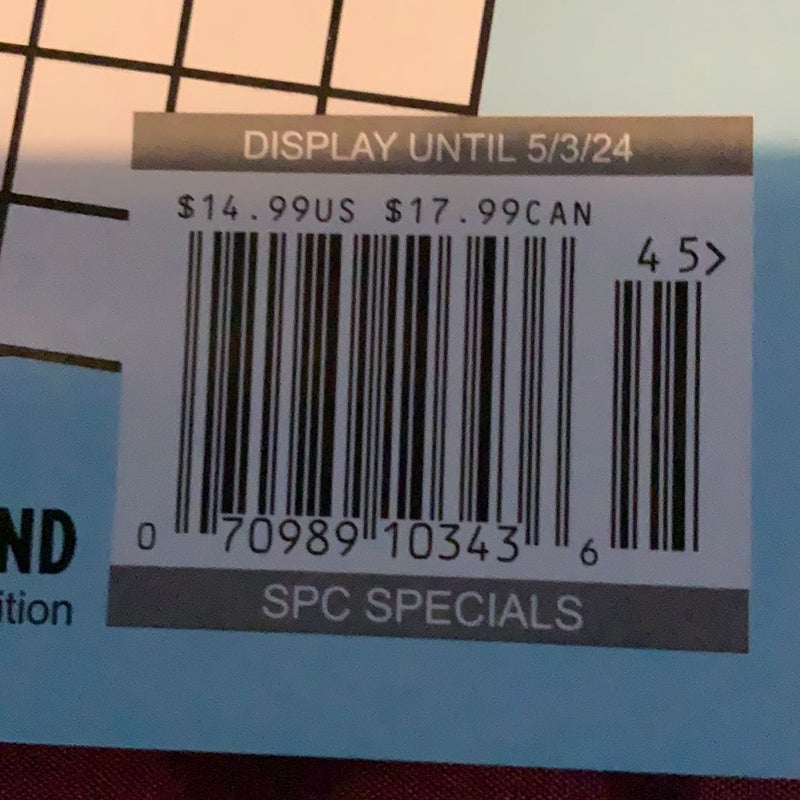 DISPLAY UNTIL 5/3/24
$14.99US $17.99CAN
45>
0 70989 10343 6
ND
ition
SPC SPECIALS